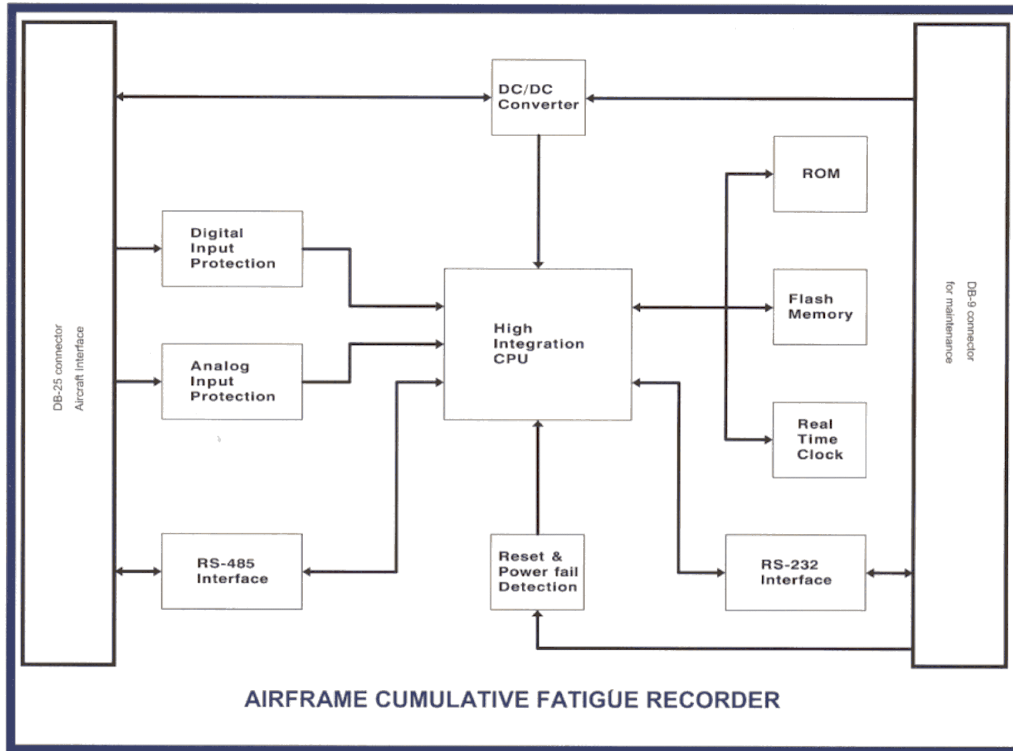 DC/DC
Converter
ROM
Digital
Input
Protection
High
Integration
CPU
Flash
Memory
Analog
Input
Protection
Real
Time
Clock
RS-485
Interface
Reset &
Power fail
Detection
RS-232
Interface
DB-25 connector
Aircraft Interface
DB-9 connector
for maintenance
AIRFRAME CUMULATIVE FATIGUE RECORDER